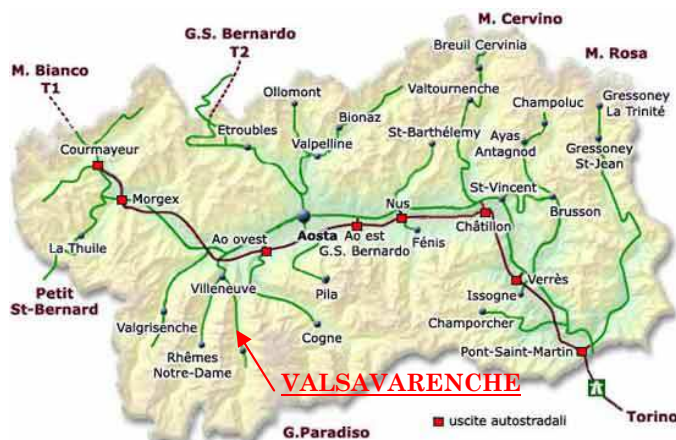 M. Cervino
G.S. Bernardo
T2
Breuil Cervinia
M. Rosa
M. Bianco
T1
Ollomont
Valtournenche
Champoluc
Gressoney
La Trinité
Bionaz
Etroubles
St-Barthélemy
Ayas
Antagnod
Valpelline
Gressoney
St-Jean
Courmayeur
Morgex
Nus
St-Vincent
Brusson
La Thuile
Ao ovest
Aosta
Ao est
G.S. Bernardo
Fénis
Châtillon
Petit
St-Bernard
Villeneuve
Pila
Verrès
Issogne
Valgrisenche
Champorcher
Cogne
Rhêmes
Notre-Dame
Pont-Saint-Martin
VALSAVARENCHE
uscite autostradali
Torino
G.Paradiso